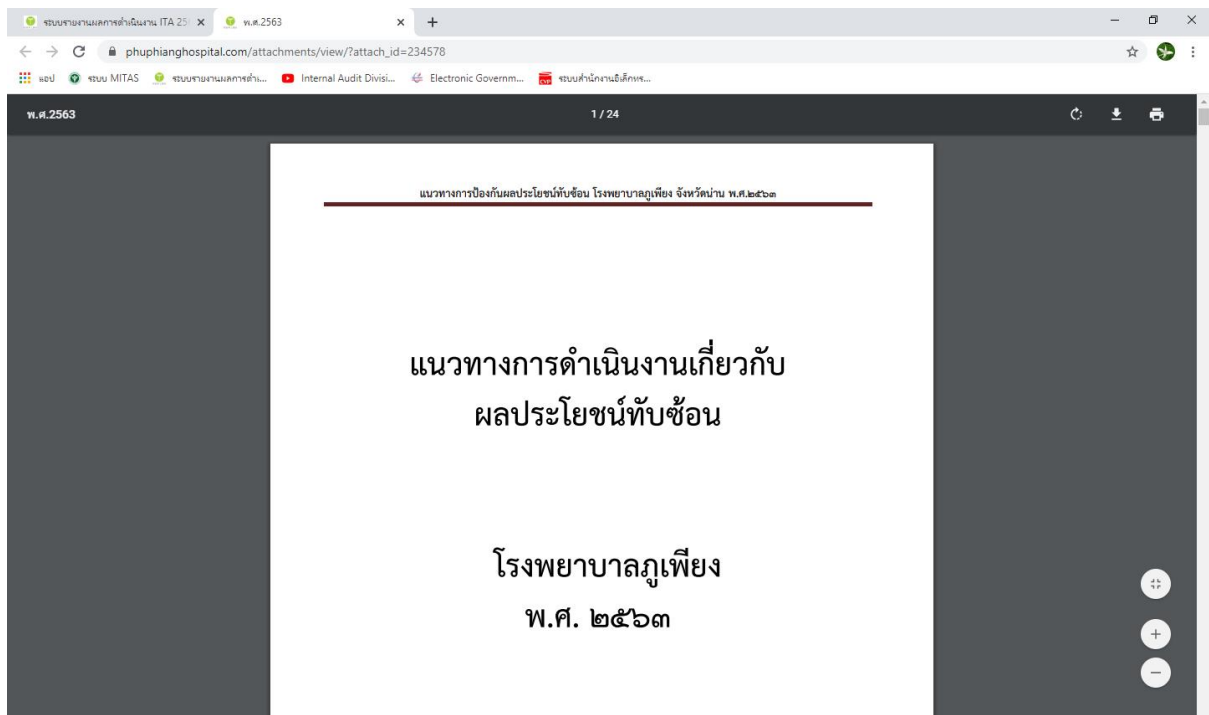 ระบบรายงานผลการดำเนินงาน ITA 25
พ.ศ.2563
phuphianghospital.com/attachments/view/?attach_id=234578
แอป
ระบบ MITAS
ระบบรายงานผลการดำเ...
Internal Audit Divisi...
Electronic Governm...
ระบบสำนักงานอิเล็กทร...
พ.ศ.2563
1 / 24
แนวทางการป้องกันผลประโยชน์ทับซ้อน โรงพยาบาลภูเพียง จังหวัดน่าน พ.ศ.๒๕๖๓
แนวทางการดำเนินงานเกี่ยวกับ
ผลประโยชน์ทับซ้อน
โรงพยาบาลภูเพียง
พ.ศ. ๒๕๖๓